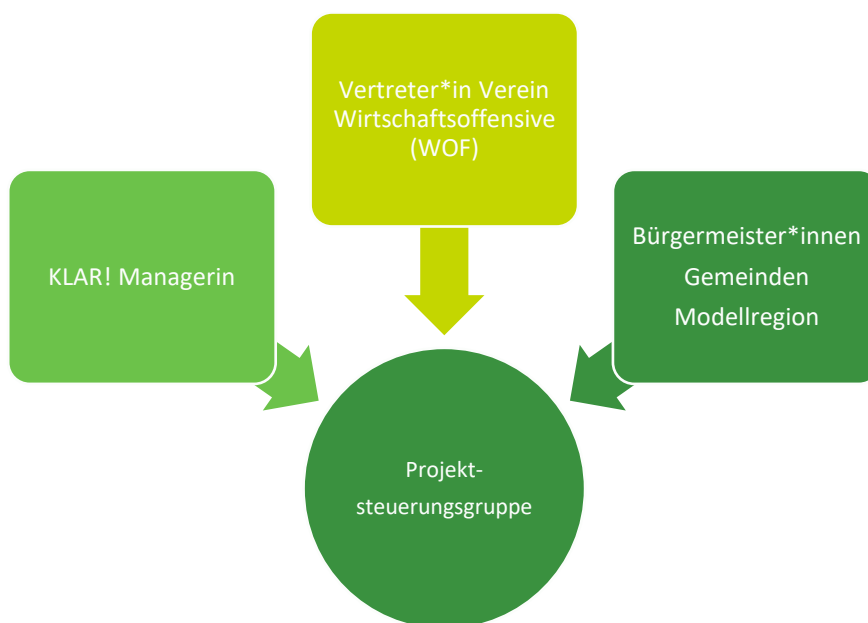 Vertreter*in Verein
Wirtschaftsoffensive
(WOF)
KLAR! Managerin
Bürgermeister*innen
Gemeinden
Modellregion
Projekt-
steuerungsgruppe